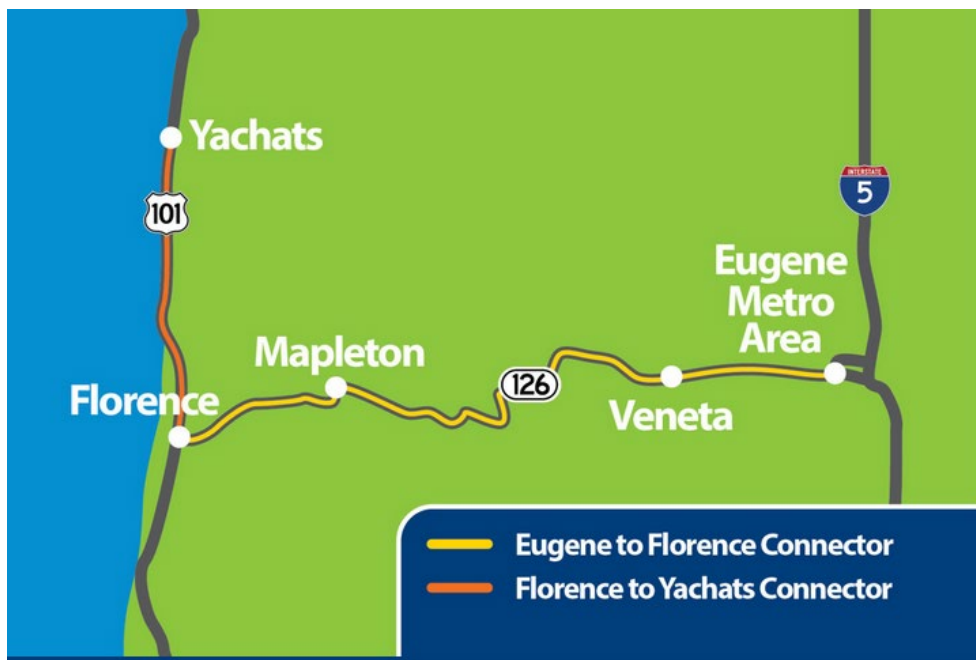 Yachats
101
INTERSTATE
5
Eugene
Metro
Area
Mapleton
126
Florence
Veneta
Eugene to Florence Connector
Florence to Yachats Connector